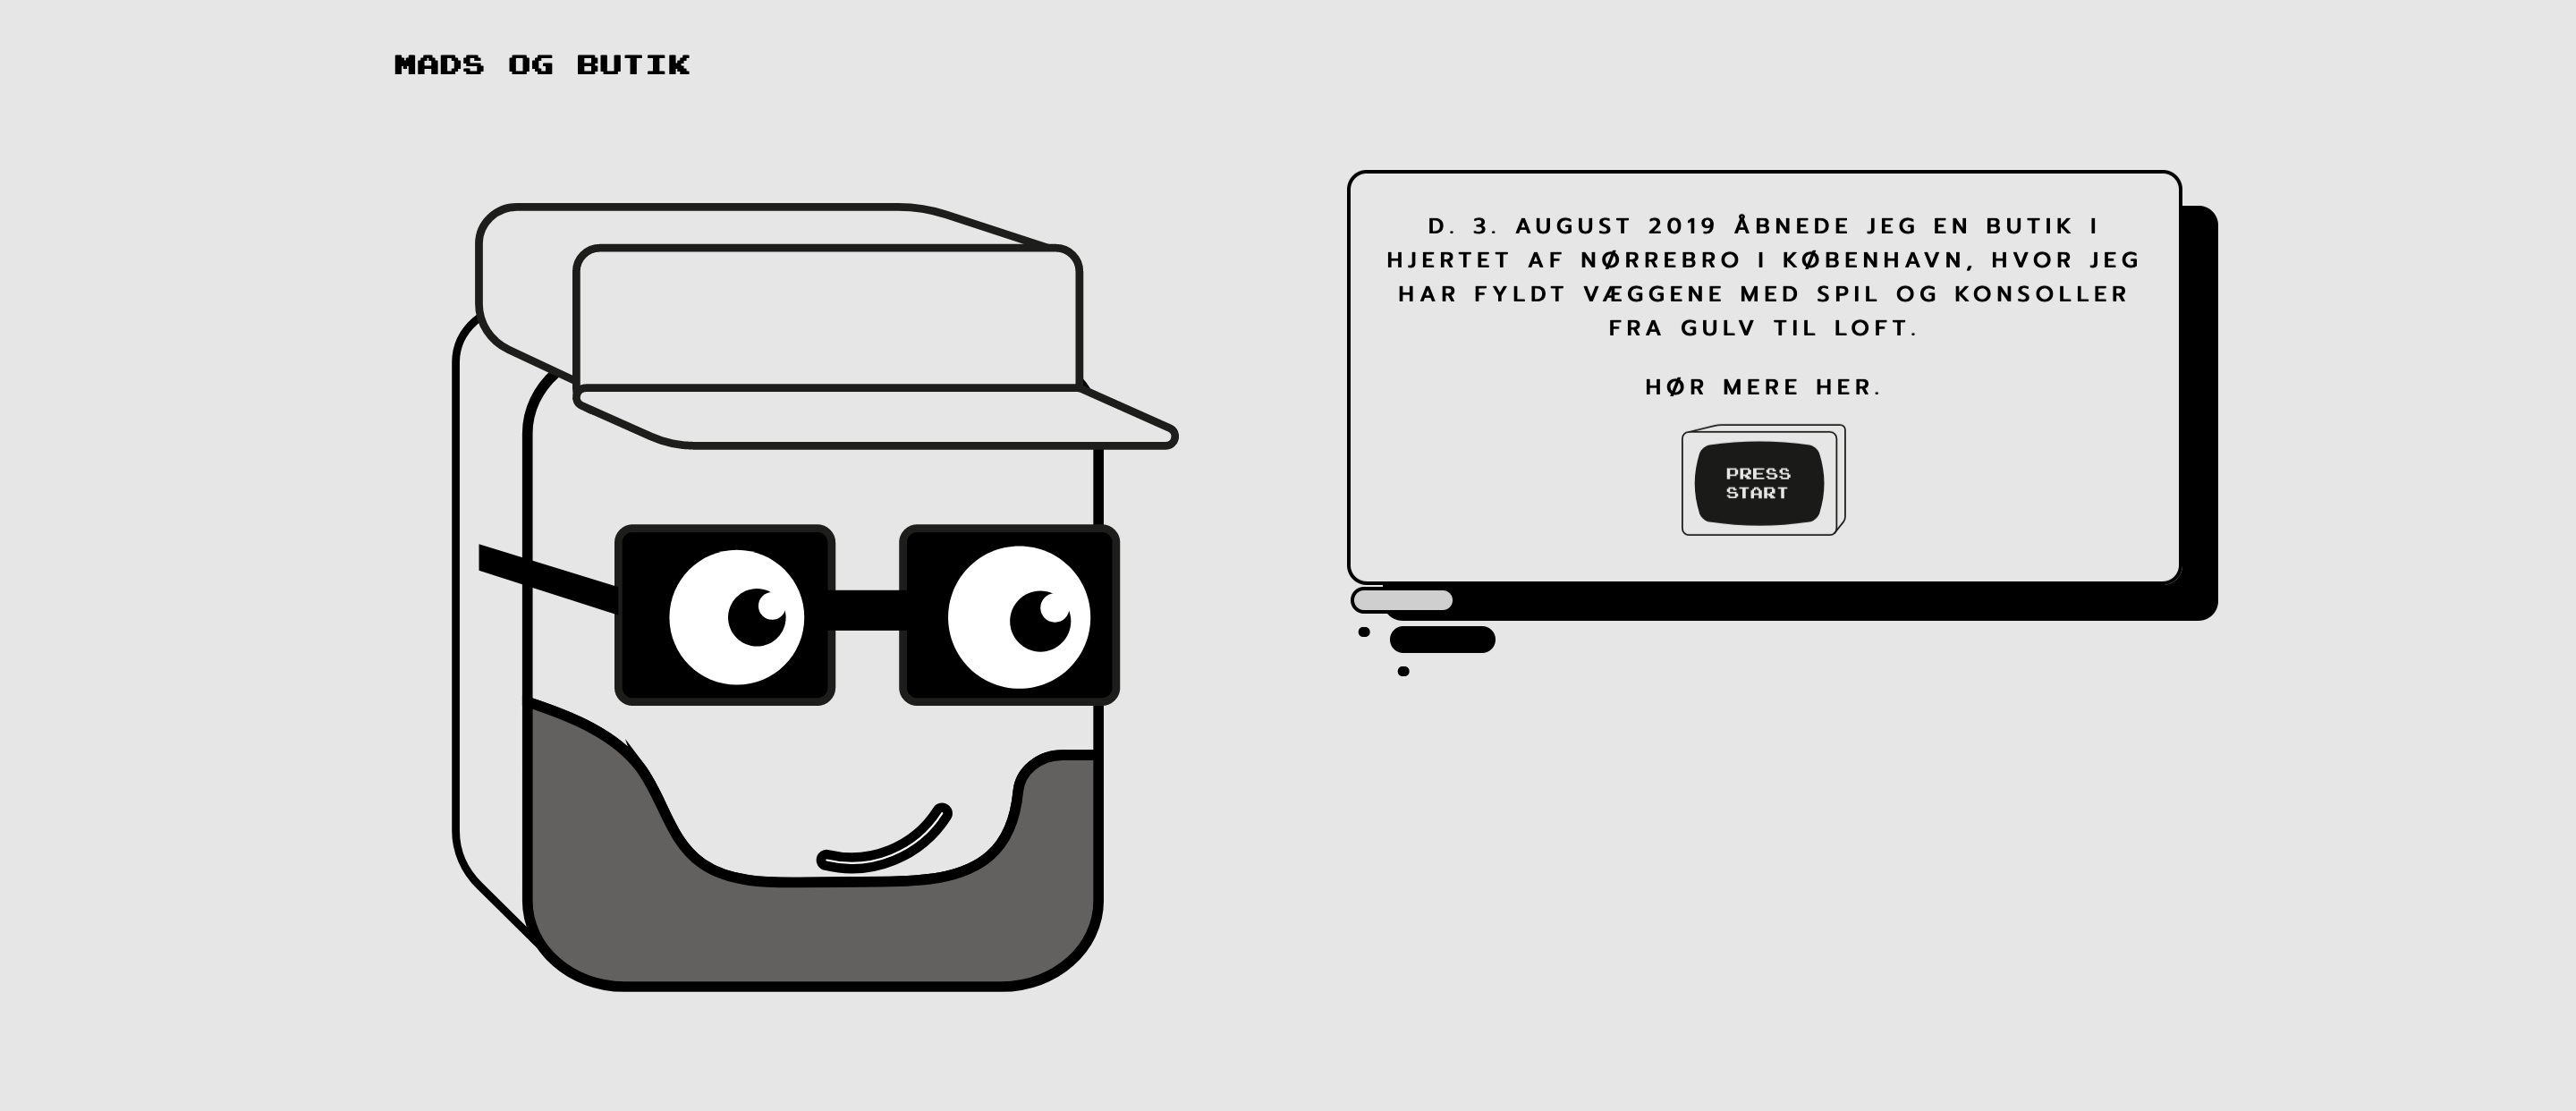 MADS OG BUTIK
D. 3. AUGUST 2019 ÅBNEDE JEG EN BUTIK I
HJERTET AF NØRREBRO I KØBENHAVN, HVOR JEG
HAR FYLDT VÆGGENE MED SPIL OG KONSOLLER
FRA GULV TIL LOFT.
HØR MERE HER.
PRESS
START